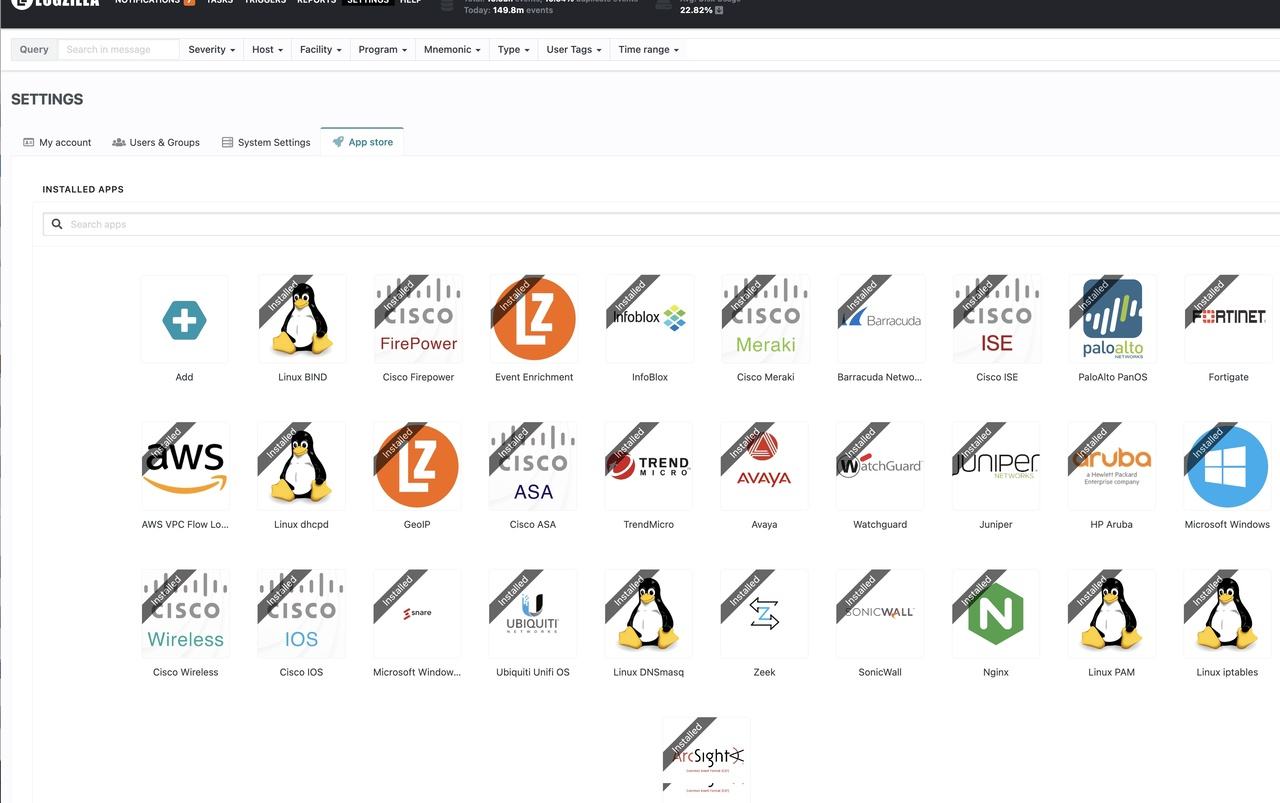 LOGZILLA NOTIFICATIONS 7 TASKS TRIGGERS REPORTS SETTINGS HELP
Today: 149.8m events
22.82%
Query Search in message Severity Host Facility Program Mnemonic Type User Tags Time range
SETTINGS
My account Users & Groups System Settings App store
INSTALLED APPS
Search apps
Installed Installed Installed Installed Installed Installed Installed Installed Installed
CISCO FirePower LZ Infoblox CISCO Meraki Barracuda CISCO ISE paloalto NETWORKS FORTINET
Add Linux BIND Cisco Firepower Event Enrichment InfoBlox Cisco Meraki Barracuda Netwo... Cisco ISE PaloAlto PanOS Fortigate
Installed Installed Installed Installed Installed Installed Installed Installed Installed Installed
aws LZ CISCO ASA TREND MICRO AVAYA WatchGuard JUNIPER NETWORKS aruba a Hewlett Packard Enterprise company
AWS VPC Flow Lo... Linux dhcpd GeoIP Cisco ASA TrendMicro Avaya Watchguard Juniper HP Aruba Microsoft Windows
Installed Installed Installed Installed Installed Installed Installed Installed Installed Installed
CISCO Wireless CISCO IOS snare U UBIQUITI NETWORKS Z SONICWALL N
Cisco Wireless Cisco IOS Microsoft Window... Ubiquiti Unifi OS Linux DNSmasq Zeek SonicWall Nginx Linux PAM Linux iptables
Installed
ArcSight